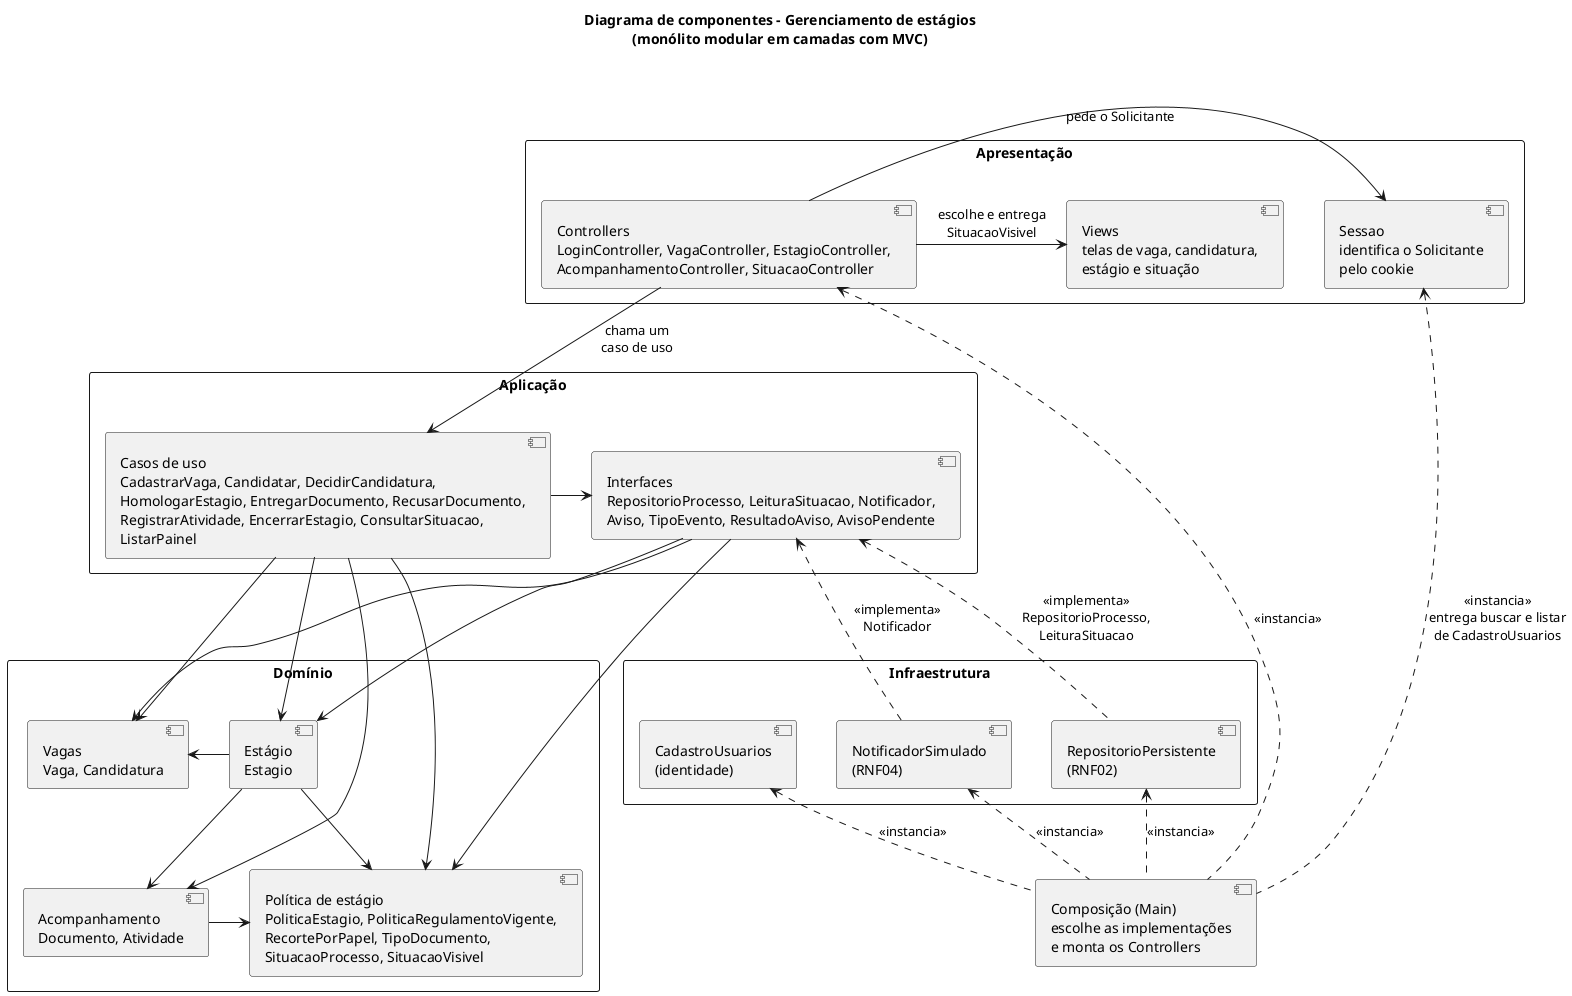 Diagrama de componentes - Gerenciamento de estágios
(monólito modular em camadas com MVC)
pede o Solicitante
Apresentação
Controllers
LoginController, VagaController, EstagioController,
AcompanhamentoController, SituacaoController
escolhe e entrega
SituacaoVisivel
Views
telas de vaga, candidatura,
estágio e situação
Sessao
identifica o Solicitante
pelo cookie
chama um
caso de uso
Aplicação
Casos de uso
CadastrarVaga, Candidatar, DecidirCandidatura,
HomologarEstagio, EntregarDocumento, RecusarDocumento,
RegistrarAtividade, EncerrarEstagio, ConsultarSituacao,
ListarPainel
Interfaces
RepositorioProcesso, LeituraSituacao, Notificador,
Aviso, TipoEvento, ResultadoAviso, AvisoPendente
«implementa»
Notificador
«implementa»
RepositorioProcesso,
LeituraSituacao
«instancia»
«instancia»
entrega buscar e listar
de CadastroUsuarios
Domínio
Vagas
Vaga, Candidatura
Estágio
Estagio
Acompanhamento
Documento, Atividade
Política de estágio
PoliticaEstagio, PoliticaRegulamentoVigente,
RecortePorPapel, TipoDocumento,
SituacaoProcesso, SituacaoVisivel
Infraestrutura
CadastroUsuarios
(identidade)
NotificadorSimulado
(RNF04)
RepositorioPersistente
(RNF02)
«instancia»
«instancia»
«instancia»
Composição (Main)
escolhe as implementações
e monta os Controllers